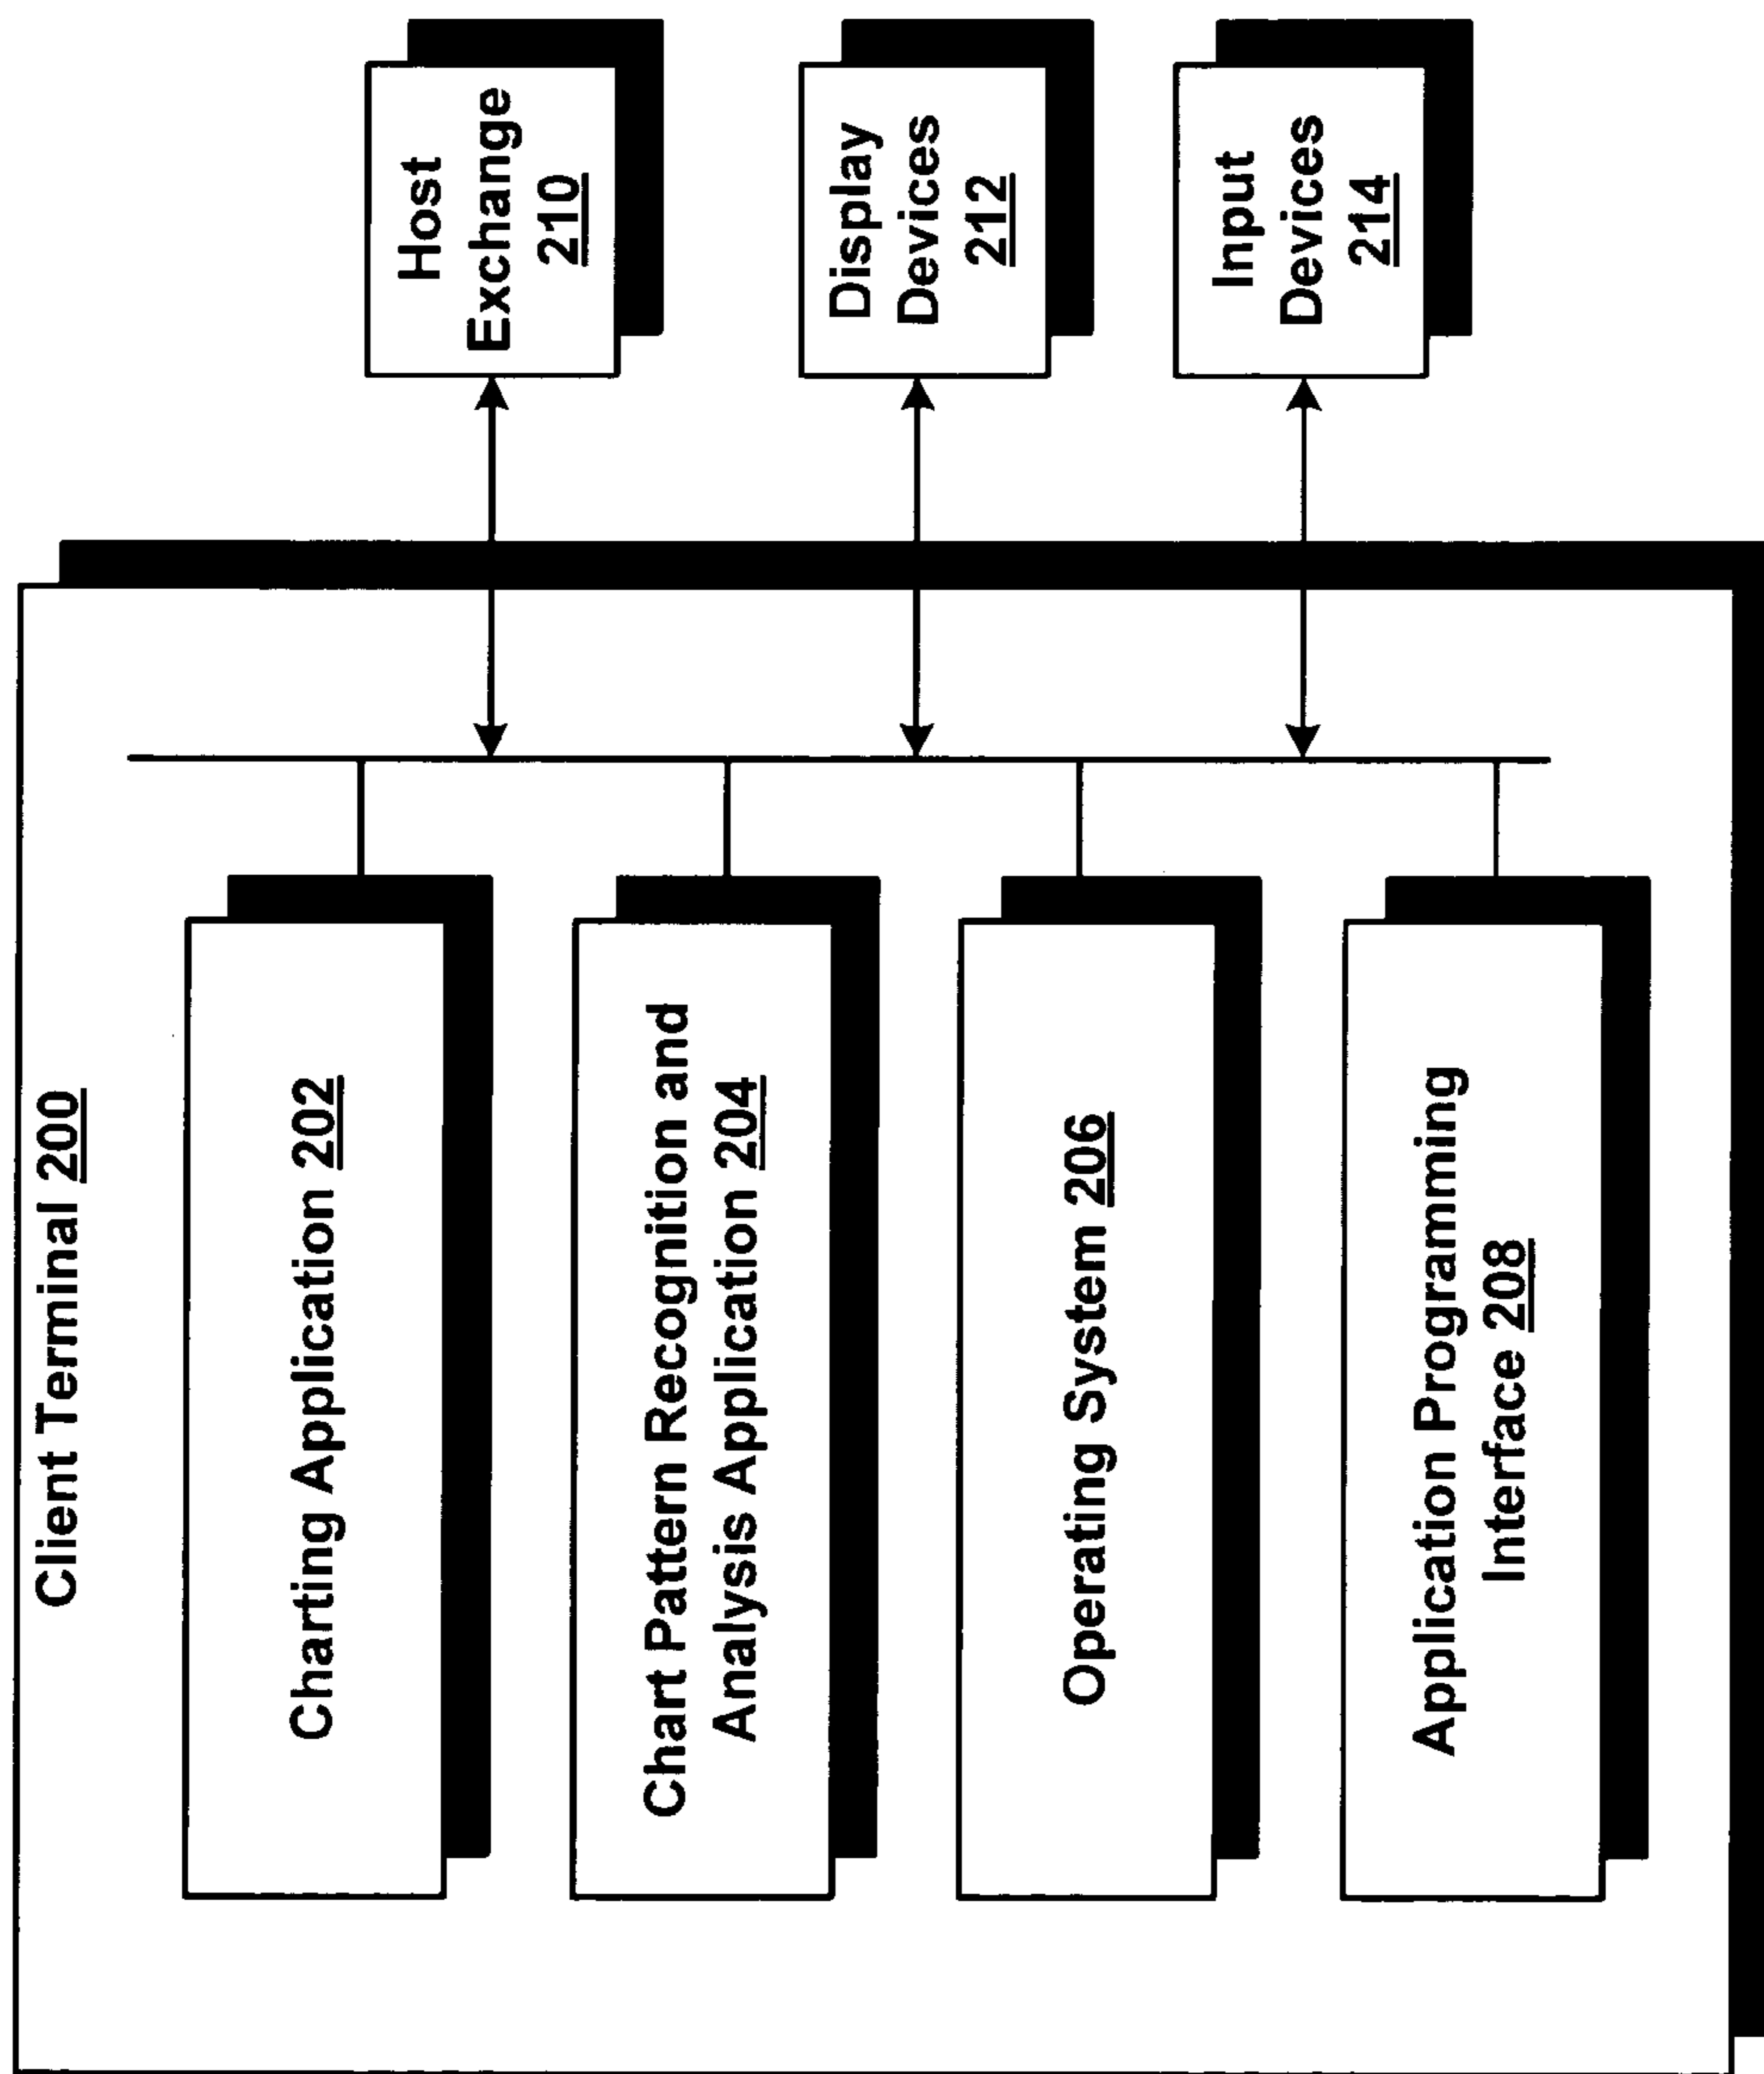 Client Terminal 200
Charting Application 202
Chart Pattern Recognition and
Analysis Application 204
Operating System 206
Application Programming
Interface 208
Host
Exchange
210
Display
Devices
212
Input
Devices
214